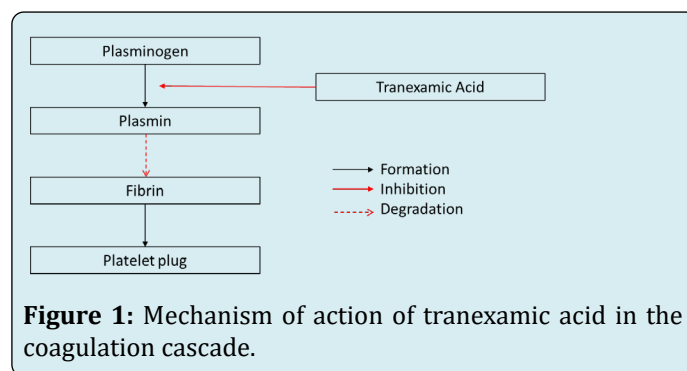 Plasminogen
Tranexamic Acid
Plasmin
Fibrin
Formation
Inhibition
Degradation
Platelet plug
Figure 1: Mechanism of action of tranexamic acid in the
coagulation cascade.